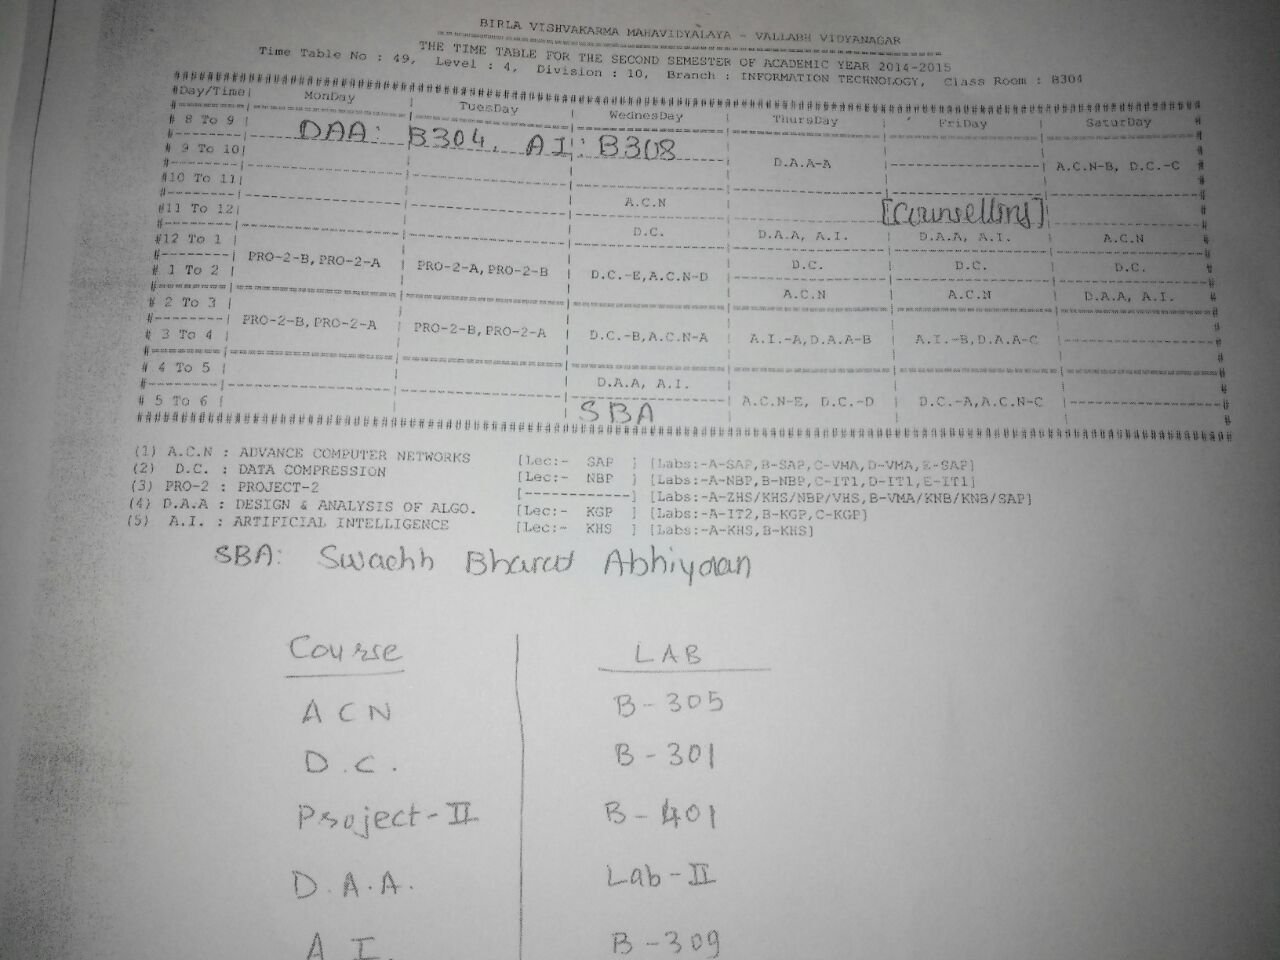 BIRLA VISHVAKARMA MAHAVIDYALAYA - VALLABH VIDYANAGAR
THE TIME TABLE FOR THE SECOND SEMESTER OF ACADEMIC YEAR 2014-2015
Time Table No : 49, Level : 4, Division : 10, Branch : INFORMATION TECHNOLOGY, Class Room : B304
#Day/Time| MonDay | TuesDay | WednesDay | ThursDay | FriDay | SaturDay #
# 8 To 9 |
DAA: B304. AI: B308
# 9 To 10| D.A.A-A A.C.N-B, D.C.-C
#10 To 11| A.C.N
#11 To 12| D.C. [Counselling]
#12 To 1 | D.A.A, A.I. D.A.A, A.I. A.C.N
PRO-2-B,PRO-2-A PRO-2-A,PRO-2-B D.C.-E,A.C.N-D D.C. D.C. D.C.
# 1 To 2 | A.C.N A.C.N D.A.A, A.I.
# 2 To 3 |
PRO-2-B,PRO-2-A PRO-2-B,PRO-2-A D.C.-B,A.C.N-A A.I.-A,D.A.A-B A.I.-B,D.A.A-C
# 3 To 4 |
# 4 To 5 | D.A.A, A.I.
A.C.N-E, D.C.-D D.C.-A,A.C.N-C
# 5 To 6 | SBA
(1) A.C.N : ADVANCE COMPUTER NETWORKS [Lec:- SAP ] [Labs:-A-SAP,B-SAP,C-VMA,D-VMA,E-SAP]
(2) D.C. : DATA COMPRESSION [Lec:- NBP ] [Labs:-A-NBP,B-NBP,C-IT1,D-IT1,E-IT1]
(3) PRO-2 : PROJECT-2 [------------] [Labs:-A-ZHS/KHS/NBP/VHS,B-VMA/KNB/KNB/SAP]
(4) D.A.A : DESIGN & ANALYSIS OF ALGO. [Lec:- KGP ] [Labs:-A-IT2,B-KGP,C-KGP]
(5) A.I. : ARTIFICIAL INTELLIGENCE [Lec:- KHS ] [Labs:-A-KHS,B-KHS]
SBA: Swachh Bharat Abhiyaan
Course LAB
ACN B-305
D.C. B-301
Project-II B-401
D.A.A. Lab-II
A I. B-309